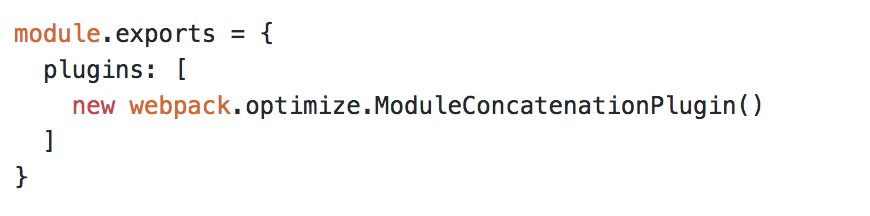 module.exports = {
  plugins: [
    new webpack.optimize.ModuleConcatenationPlugin()
  ]
}